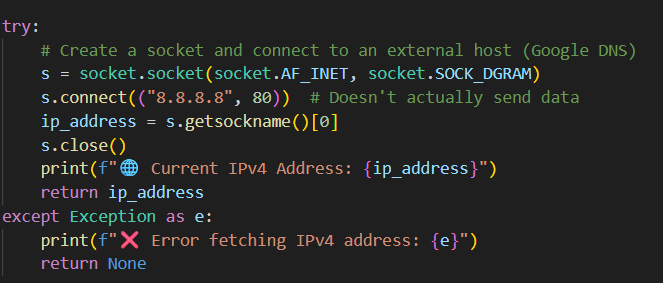 try:
    # Create a socket and connect to an external host (Google DNS)
    s = socket.socket(socket.AF_INET, socket.SOCK_DGRAM)
    s.connect(("8.8.8.8", 80))  # Doesn't actually send data
    ip_address = s.getsockname()[0]
    s.close()
    print(f"🌐 Current IPv4 Address: {ip_address}")
    return ip_address
except Exception as e:
    print(f"❌ Error fetching IPv4 address: {e}")
    return None